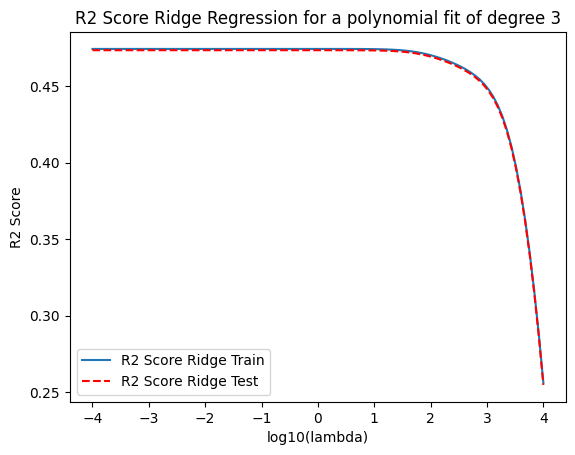 R2 Score Ridge Regression for a polynomial fit of degree 3
R2 Score
0.45
0.40
0.35
0.30
0.25
R2 Score Ridge Train
R2 Score Ridge Test
−4 −3 −2 −1 0 1 2 3 4
log10(lambda)